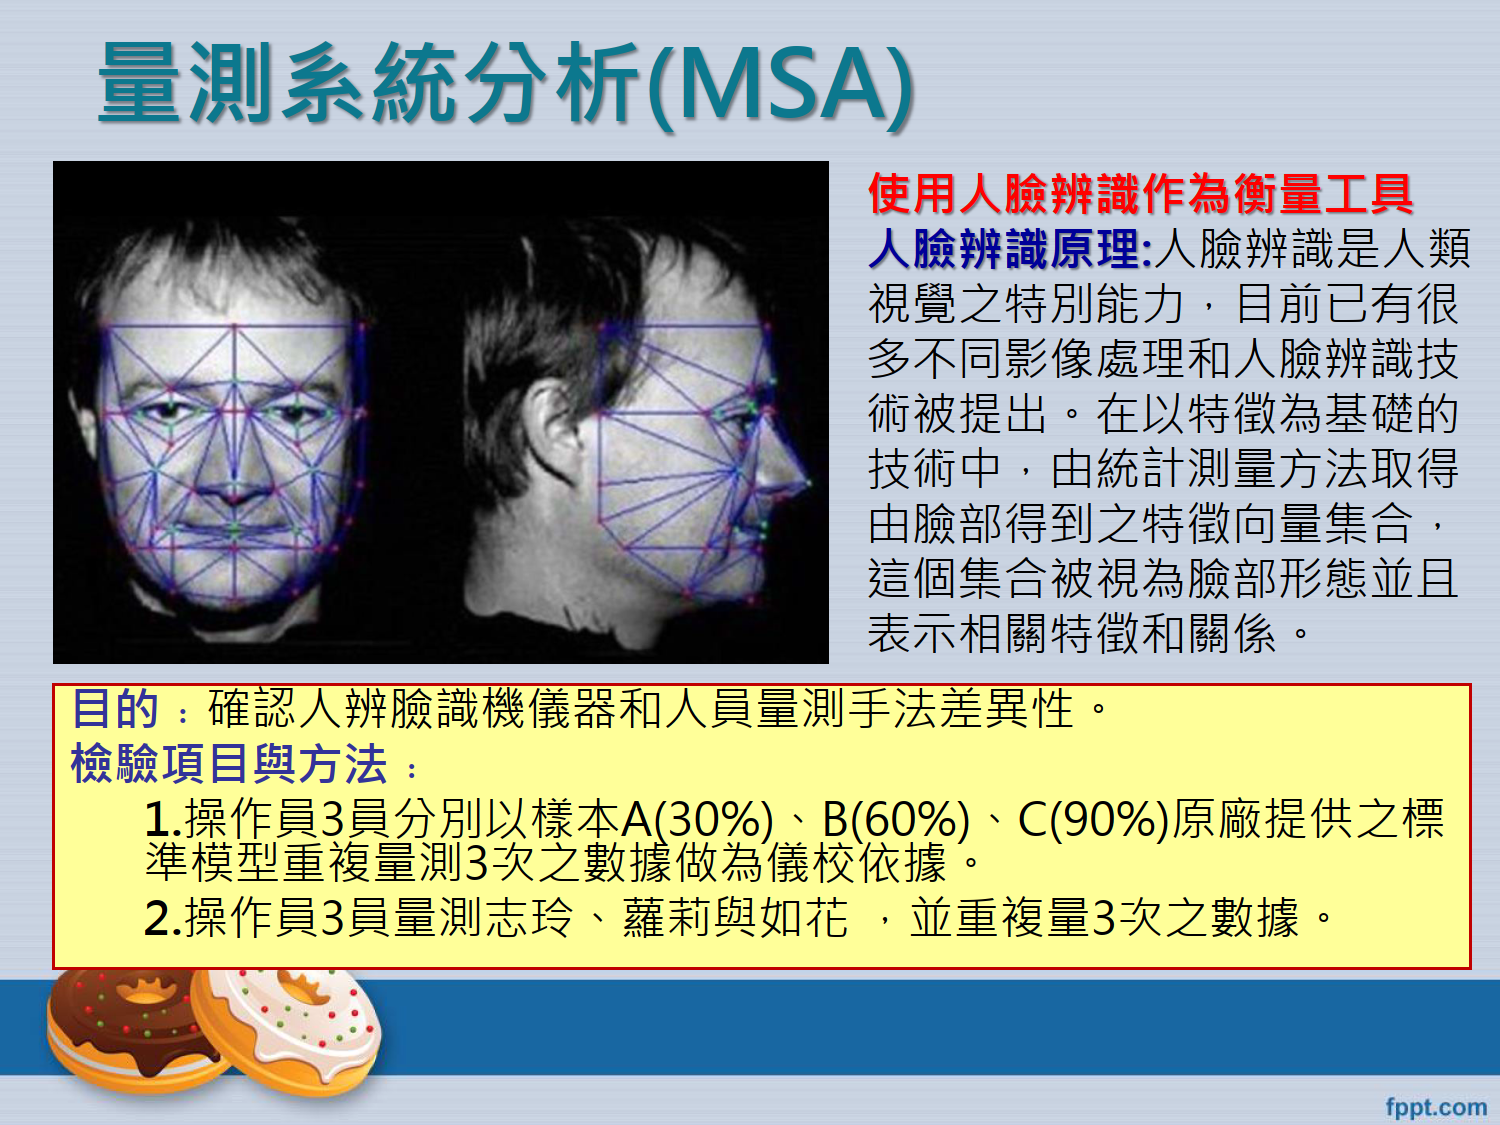 量測系統分析(MSA)
使用人臉辨識作為衡量工具
人臉辨識原理:人臉辨識是人類
視覺之特別能力，目前已有很
多不同影像處理和人臉辨識技
術被提出。在以特徵為基礎的
技術中，由統計測量方法取得
由臉部得到之特徵向量集合，
這個集合被視為臉部形態並且
表示相關特徵和關係。
目的：確認人辨臉識機儀器和人員量測手法差異性。
檢驗項目與方法：
1.操作員3員分別以樣本A(30%)、B(60%)、C(90%)原廠提供之標
準模型重複量測3次之數據做為儀校依據。
2.操作員3員量測志玲、蘿莉與如花 ，並重複量3次之數據。
fppt.com